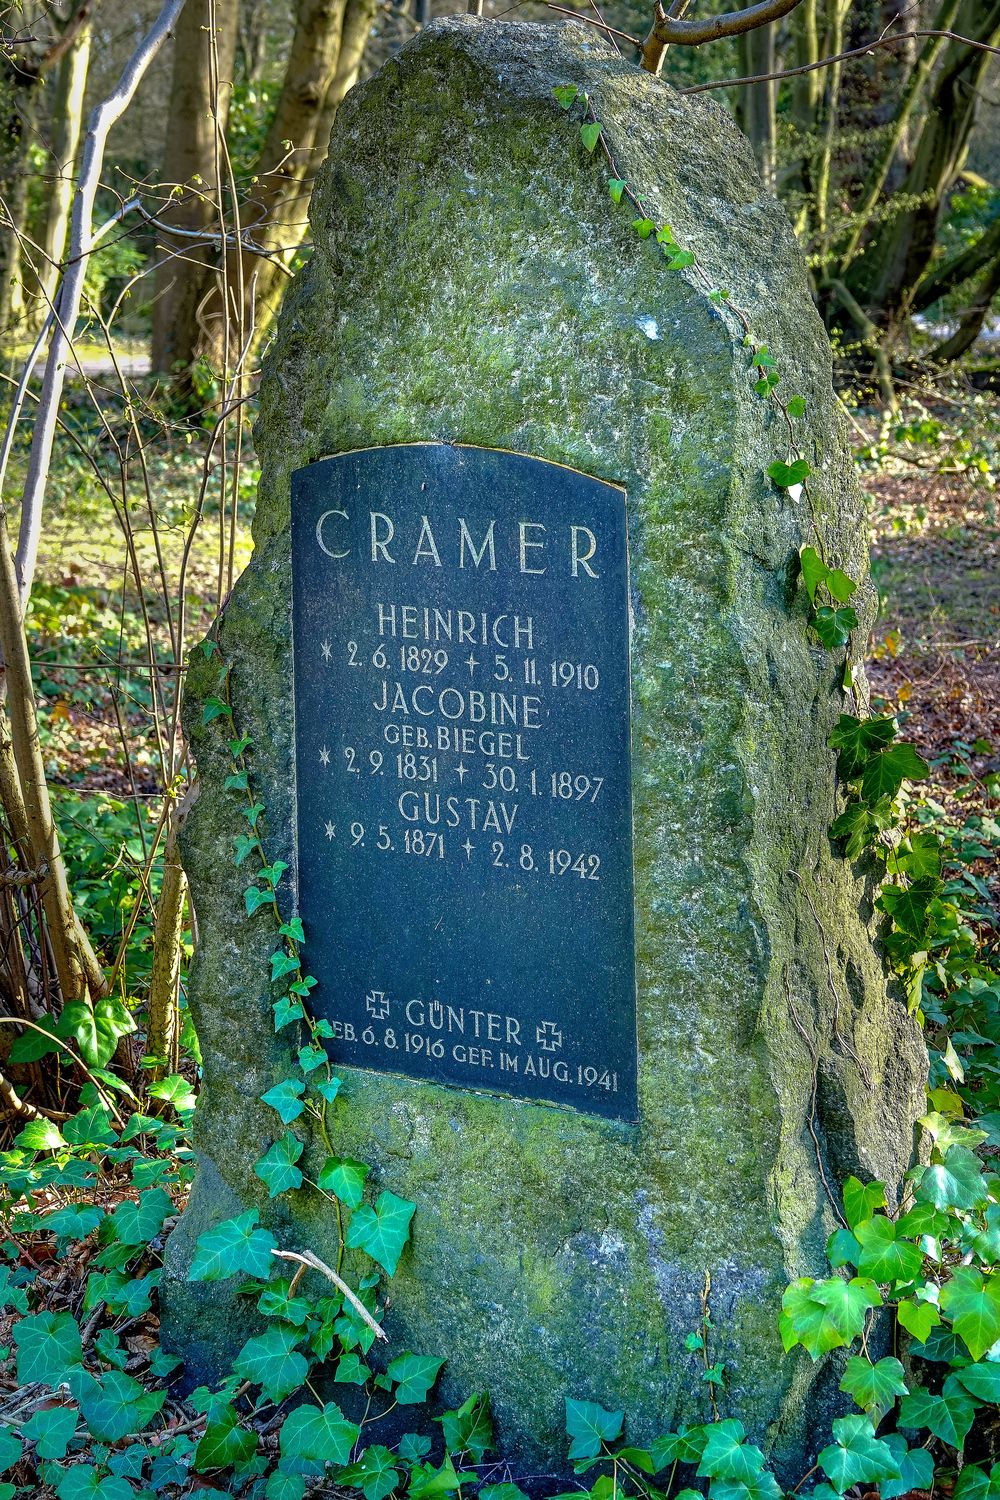 CRAMER
HEINRICH
* 2. 6. 1829 ✝ 5. 11. 1910
JACOBINE
GEB. BIEGEL
* 2. 9. 1831 ✝ 30. 1. 1897
GUSTAV
* 9. 5. 1871 ✝ 2. 8. 1942
GÜNTER
EB. 6. 8. 1916 GEF. IM AUG. 1941